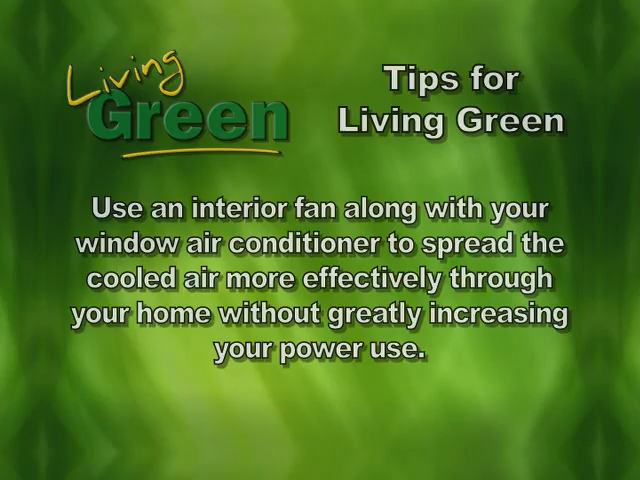 Living
Green
Tips for
Living Green
Use an interior fan along with your
window air conditioner to spread the
cooled air more effectively through
your home without greatly increasing
your power use.